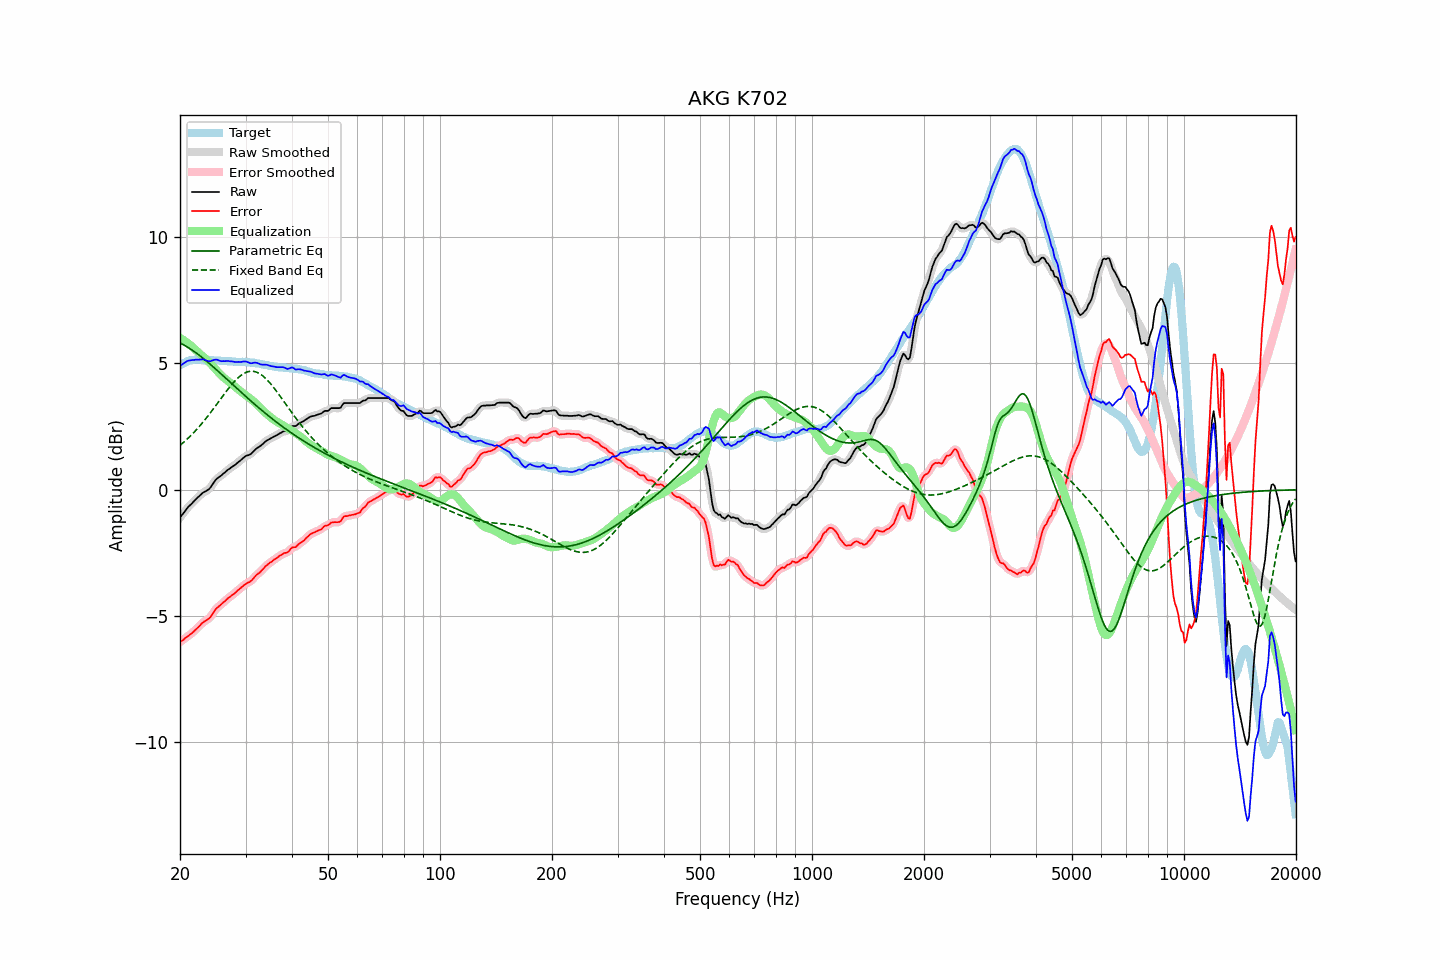 AKG K702
Target
Raw Smoothed
Error Smoothed
Raw
Error
Equalization
Parametric Eq
Fixed Band Eq
Equalized
Amplitude (dBr)
10
5
0
−5
−10
20
50
100
200
500
1000
2000
5000
10000
20000
Frequency (Hz)